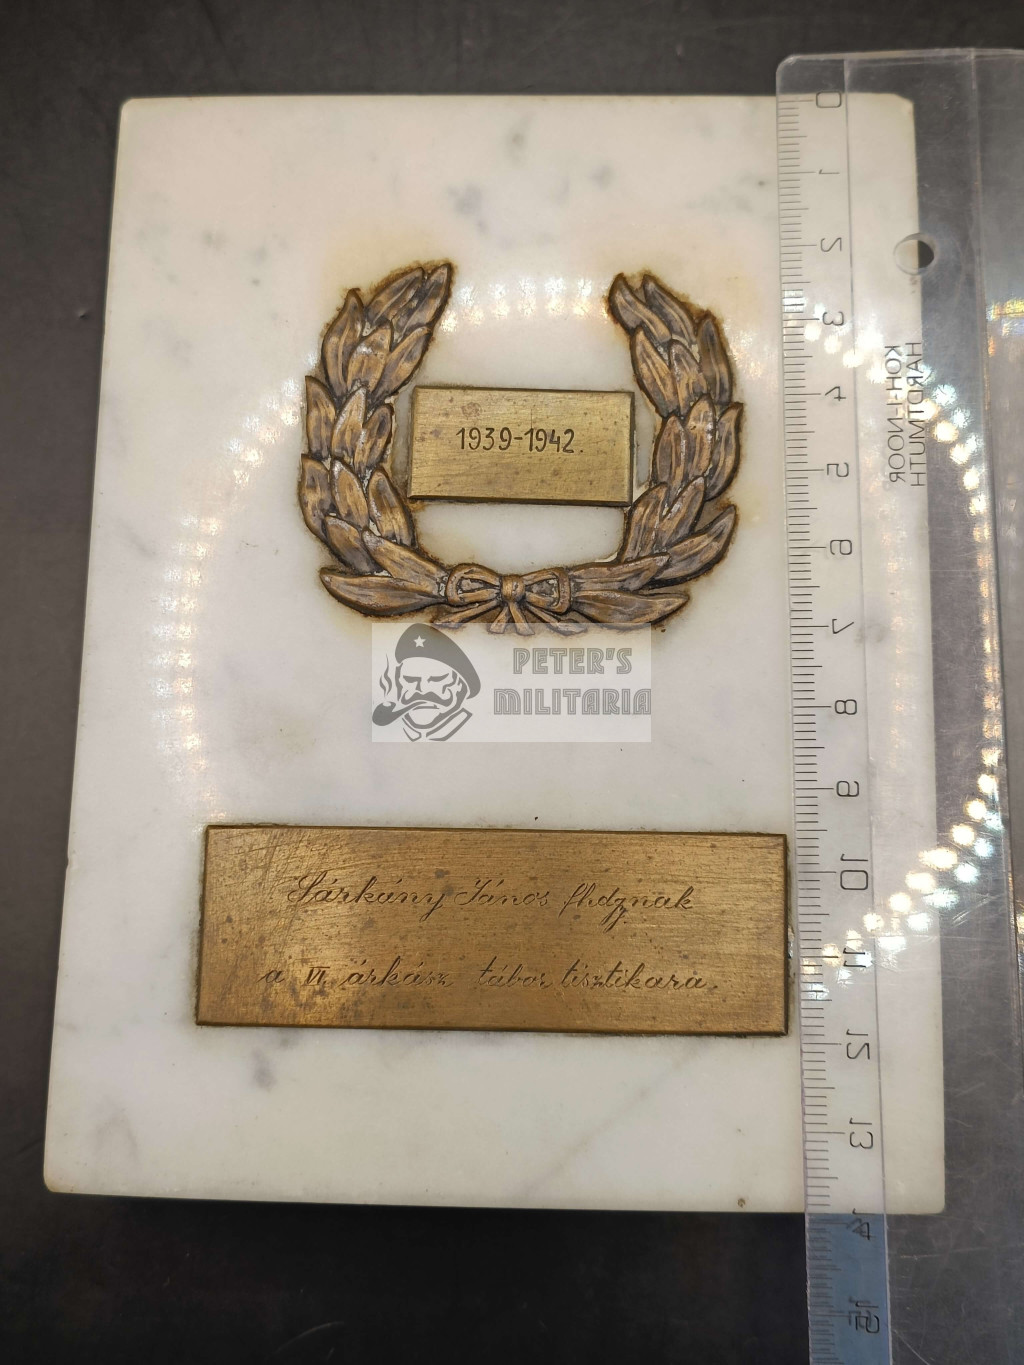 1939-1942.
PETER'S
MILITARIA
Sárkány János fhdgynak
a VI. árkász tábor tisztikara.
0 1 2 3 4 5 6 7 8 9 10 11 12 13 14 15
KOH-I-NOOR
HARDTMUTH